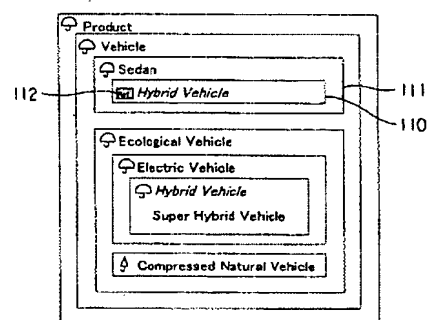 Product
Vehicle
Sedan
112
Hybrid Vehicle
111
110
Ecological Vehicle
Electric Vehicle
Hybrid Vehicle
Super Hybrid Vehicle
Compressed Natural Vehicle